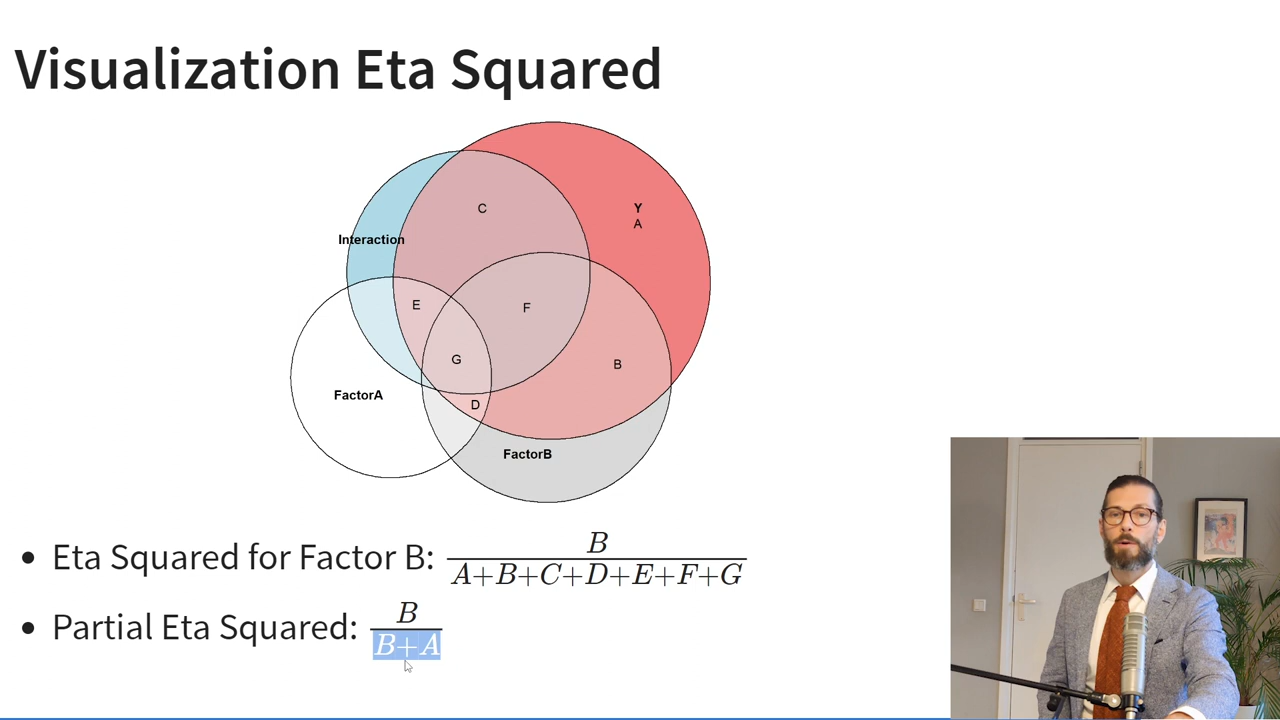 Visualization Eta Squared
C
Y
A
Interaction
E
F
G
B
FactorA
D
FactorB
• Eta Squared for Factor B: B / A+B+C+D+E+F+G
• Partial Eta Squared: B / B+A